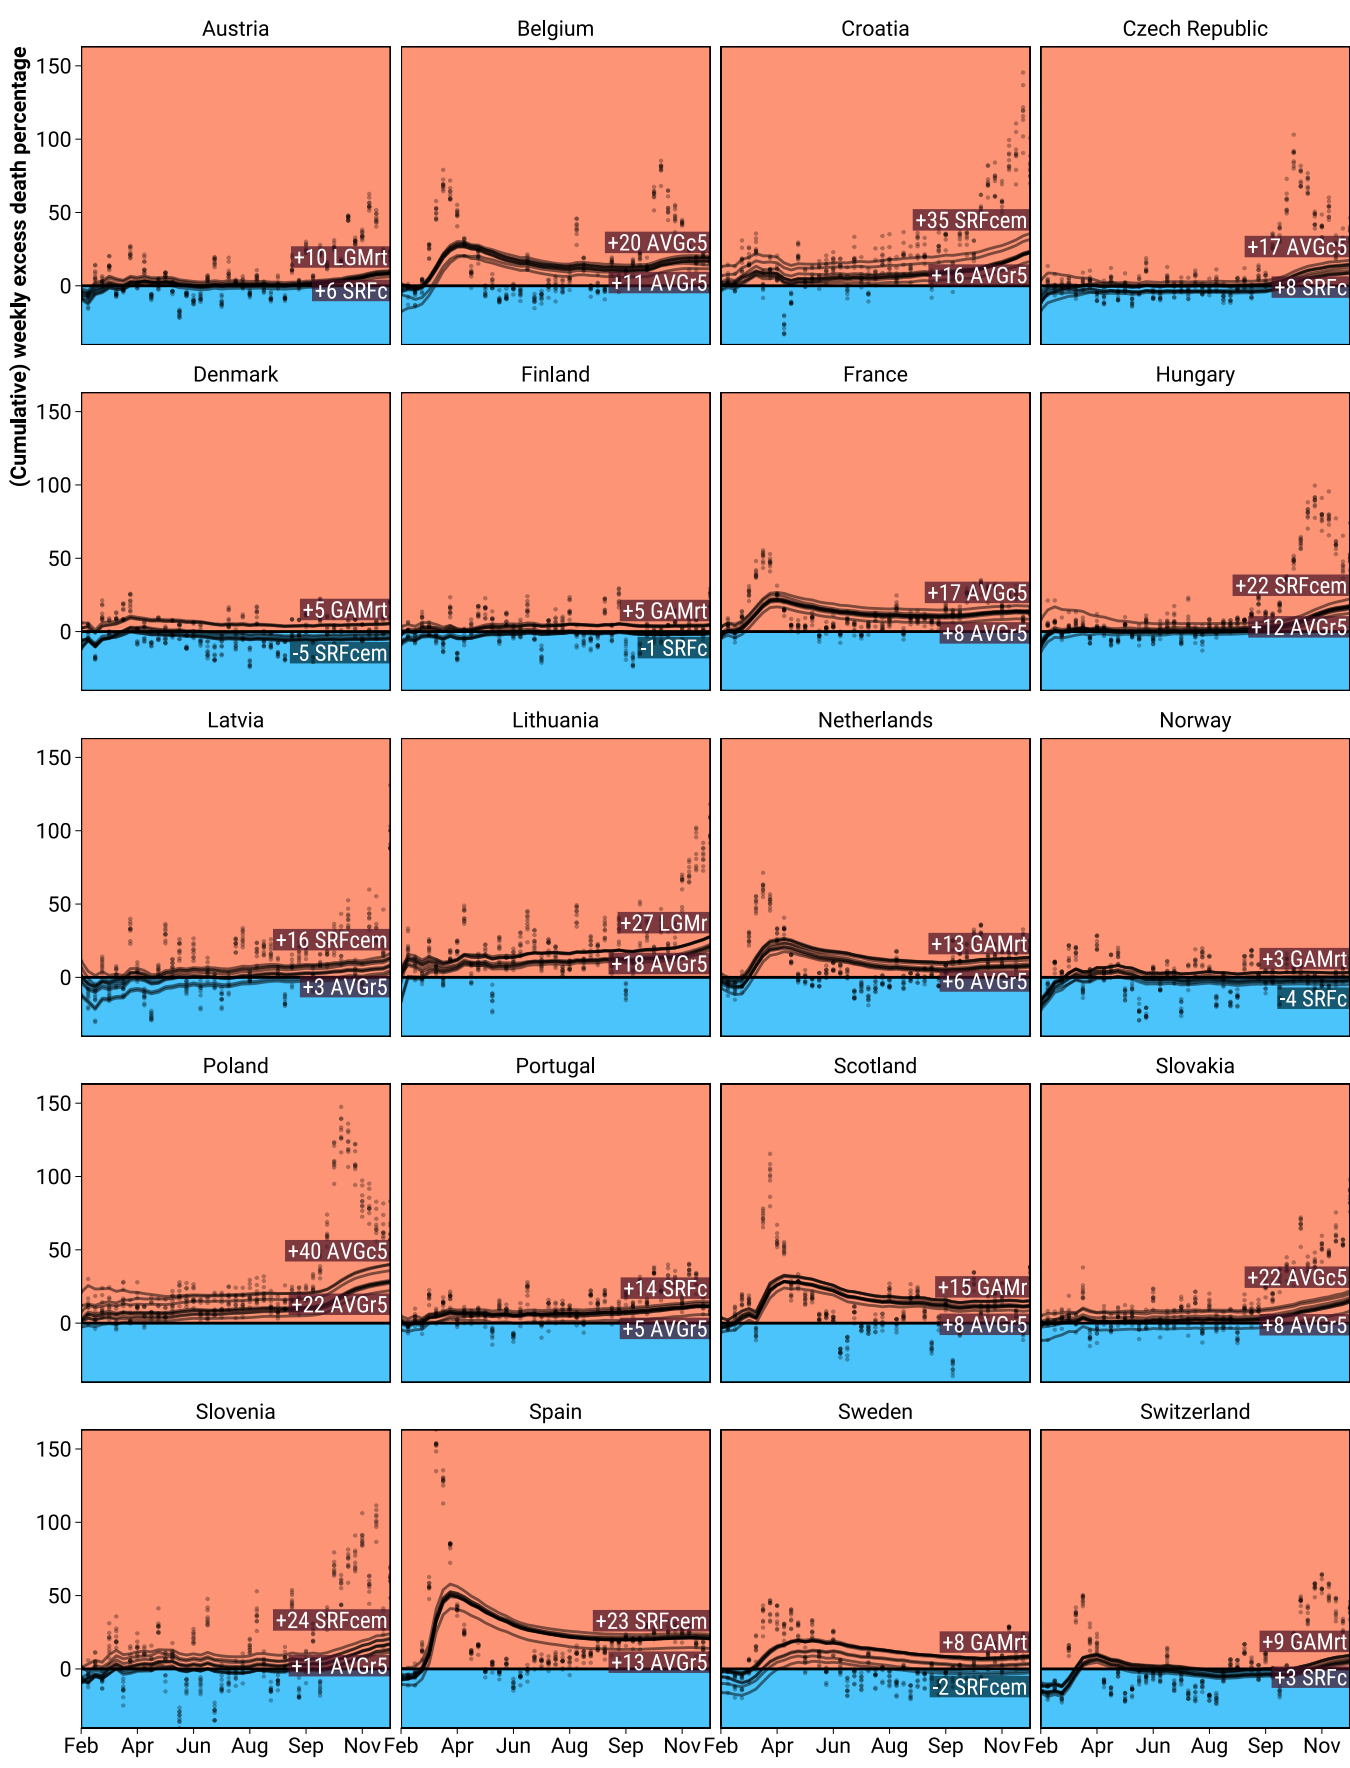 (Cumulative) weekly excess death percentage
Austria
Belgium
Croatia
Czech Republic
150
100
50
0
+10 LGMrt
+6 SRFc
+20 AVGc5
+11 AVGr5
+35 SRFcem
+16 AVGr5
+17 AVGc5
+8 SRFc
Denmark
Finland
France
Hungary
150
100
50
0
+5 GAMrt
-5 SRFcem
+5 GAMrt
-1 SRFc
+17 AVGc5
+8 AVGr5
+22 SRFcem
+12 AVGr5
Latvia
Lithuania
Netherlands
Norway
150
100
50
0
+16 SRFcem
+3 AVGr5
+27 LGMr
+18 AVGr5
+13 GAMrt
+6 AVGr5
+3 GAMrt
-4 SRFc
Poland
Portugal
Scotland
Slovakia
150
100
50
0
+40 AVGc5
+22 AVGr5
+14 SRFc
+5 AVGr5
+15 GAMr
+8 AVGr5
+22 AVGc5
+8 AVGr5
Slovenia
Spain
Sweden
Switzerland
150
100
50
0
+24 SRFcem
+11 AVGr5
+23 SRFcem
+13 AVGr5
+8 GAMrt
-2 SRFcem
+9 GAMrt
+3 SRFc
Feb Apr Jun Aug Sep Nov
Feb Apr Jun Aug Sep Nov
Feb Apr Jun Aug Sep Nov
Feb Apr Jun Aug Sep Nov